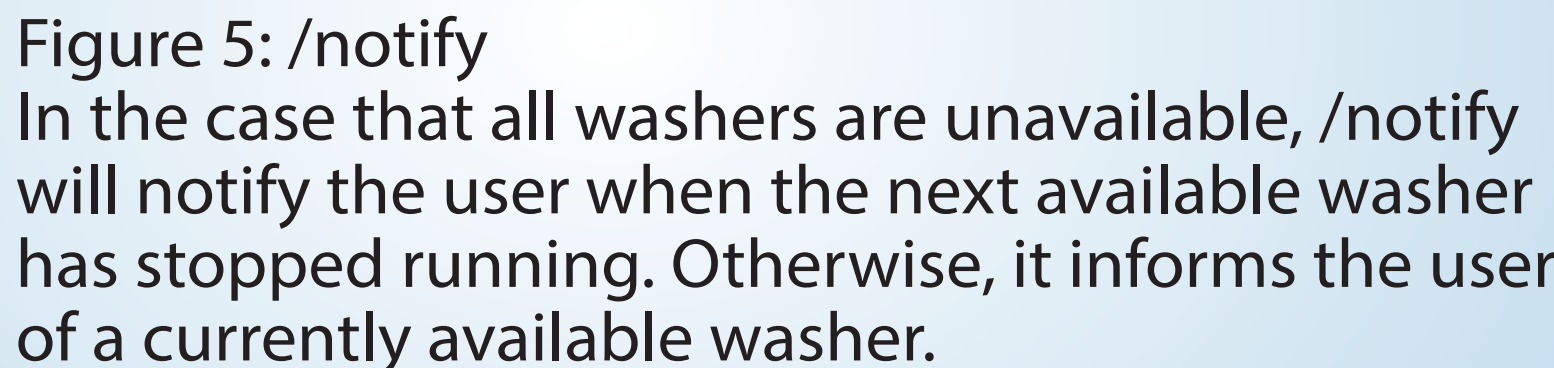 Figure 5: /notify
In the case that all washers are unavailable, /notify
will notify the user when the next available washer
has stopped running. Otherwise, it informs the user
of a currently available washer.